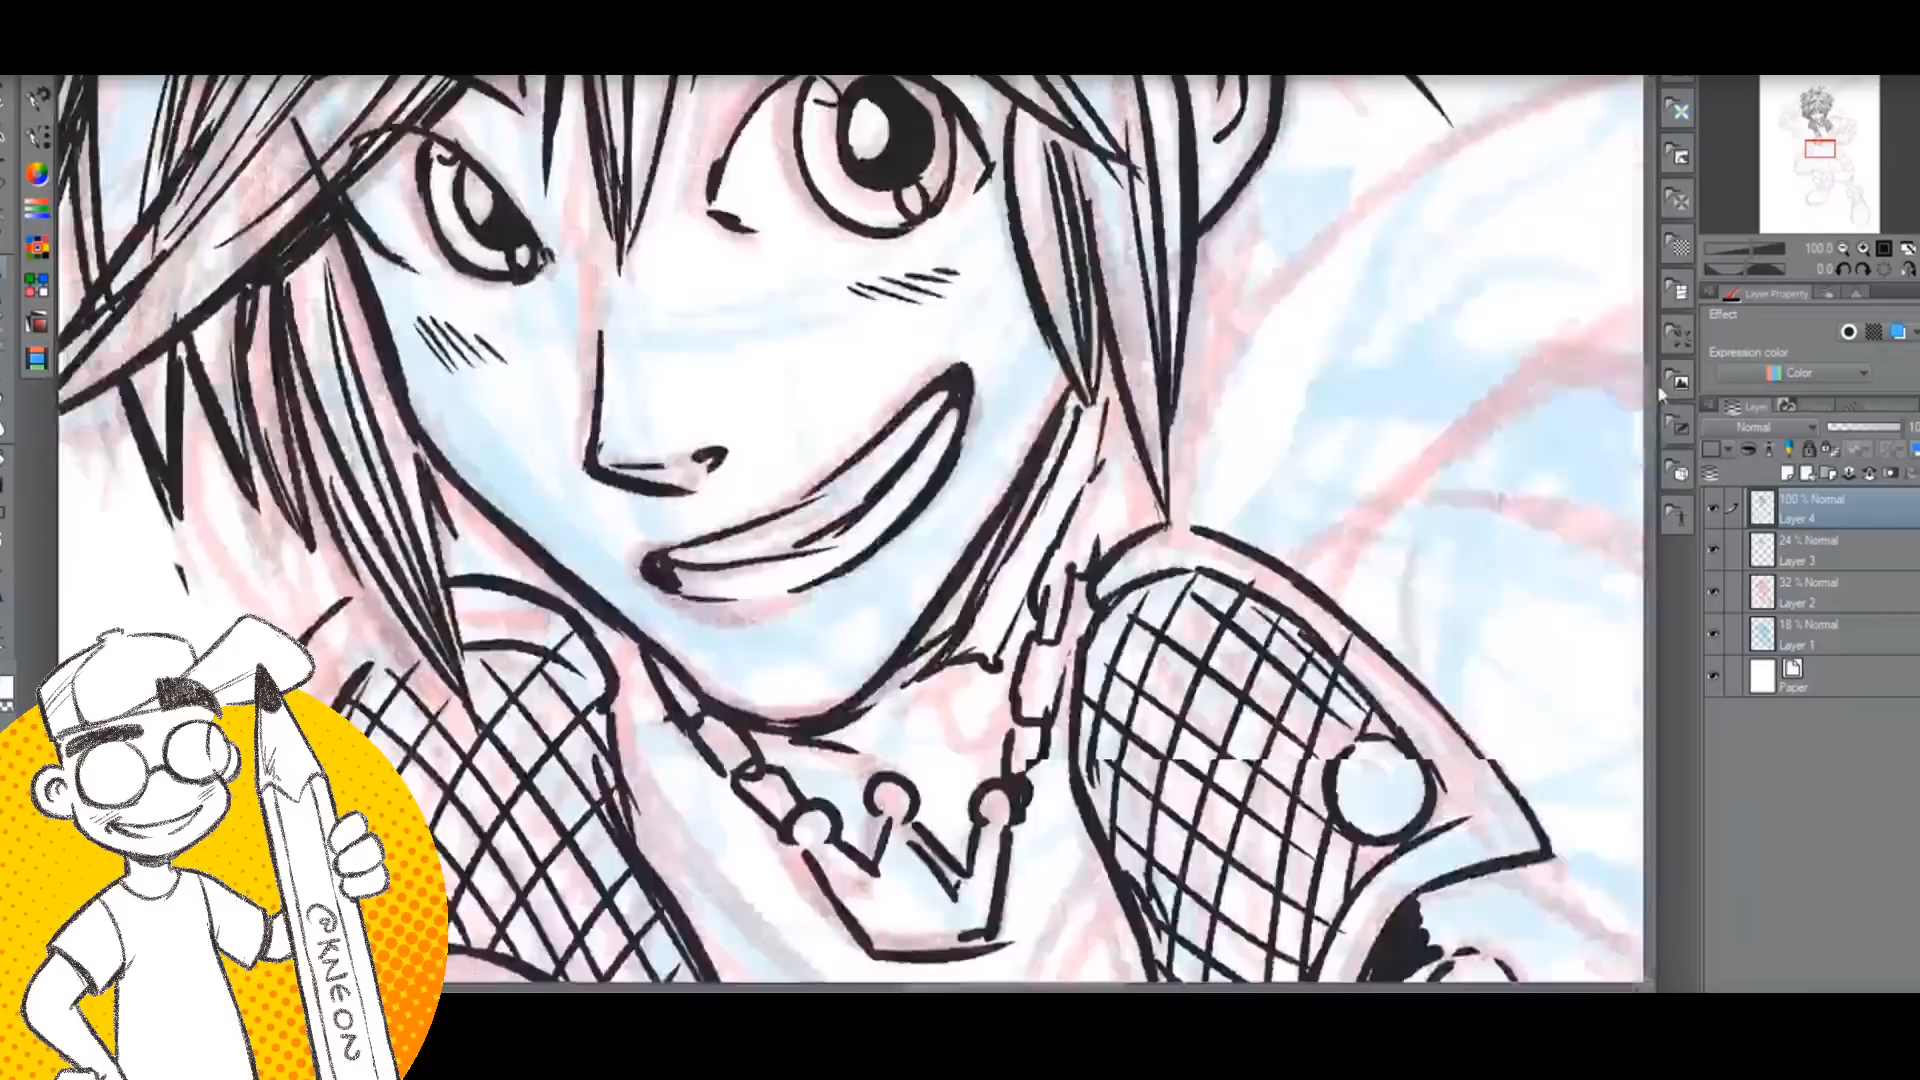 100.0
0.0
Layer Property
Effect
Expression color
Color
Layer
Normal
10
100 % Normal
Layer 4
24 % Normal
Layer 3
32 % Normal
Layer 2
18 % Normal
Layer 1
Paper
@KNEON